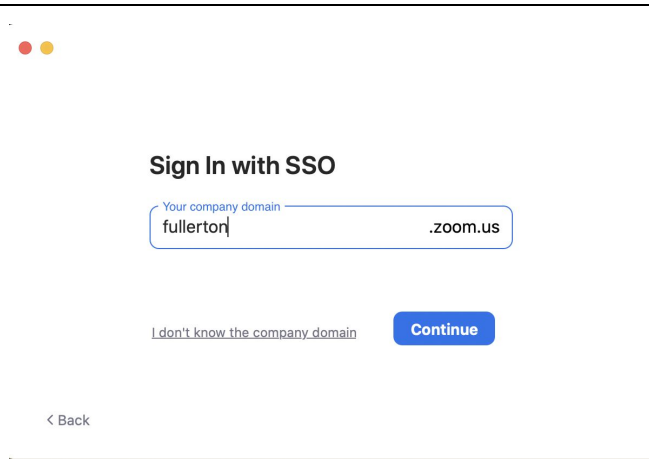 Sign In with SSO
Your company domain
fullerton .zoom.us
I don't know the company domain Continue
< Back